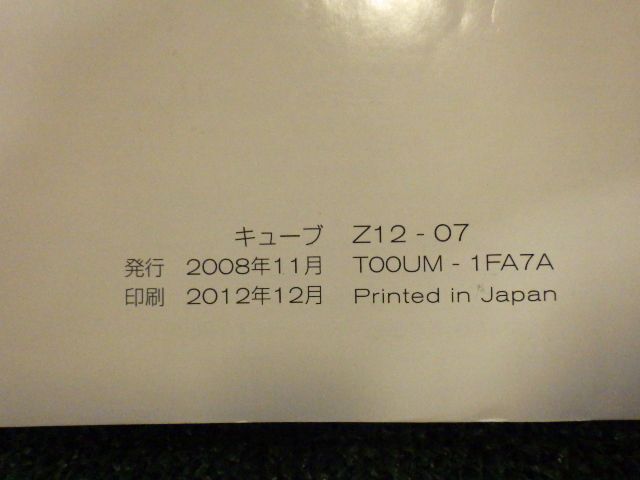 キューブ Z12 - 07
発行 2008年11月 T00UM - 1FA7A
印刷 2012年12月 Printed in Japan